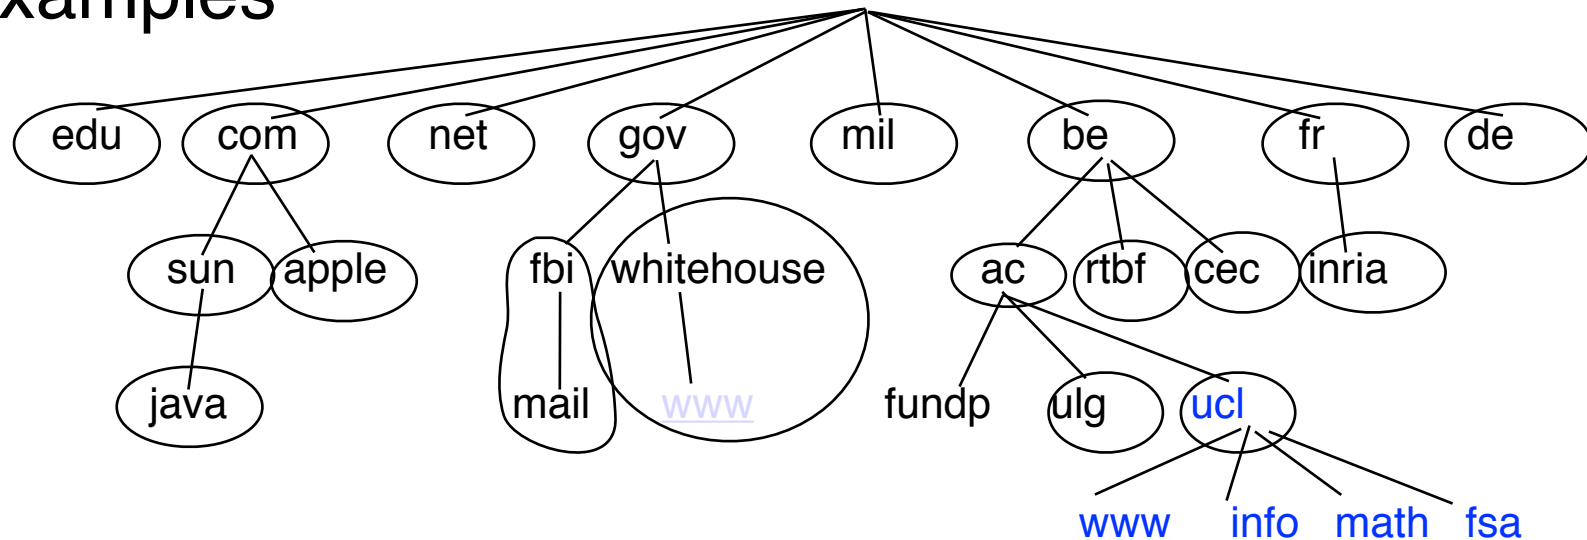 xamples
edu com net gov mil be fr de
sun apple fbi whitehouse ac rtbf cec inria
java mail www fundp ulg ucl
www info math fsa